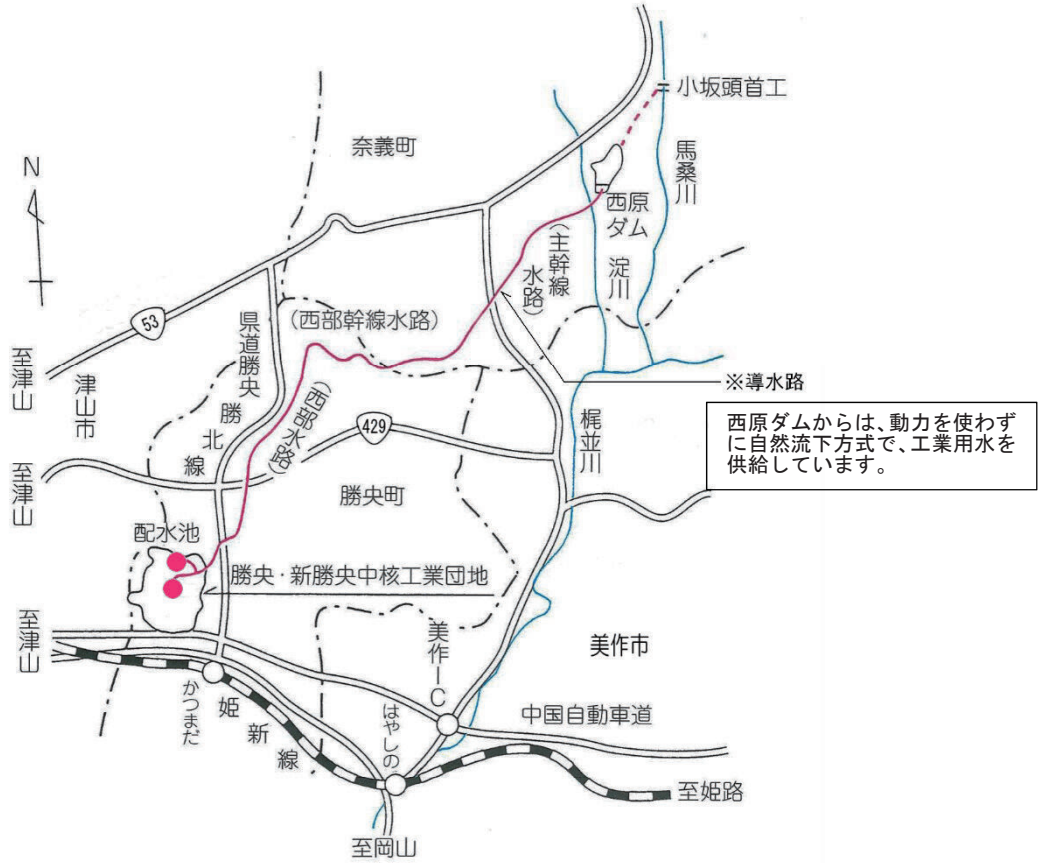 小坂頭首工
奈義町
馬桑川
N
西原
ダム
(主幹線
水路)
淀川
53
県道勝央
勝北線
(西部幹線水路)
至津山
津山市
※導水路
(西部水路)
429
梶並川
西原ダムからは、動力を使わず
に自然流下方式で、工業用水を
供給しています。
至津山
勝央町
配水池
勝央・新勝央中核工業団地
至津山
美作IC
美作市
かつまだ
姫新線
はやしの
中国自動車道
至姫路
至岡山